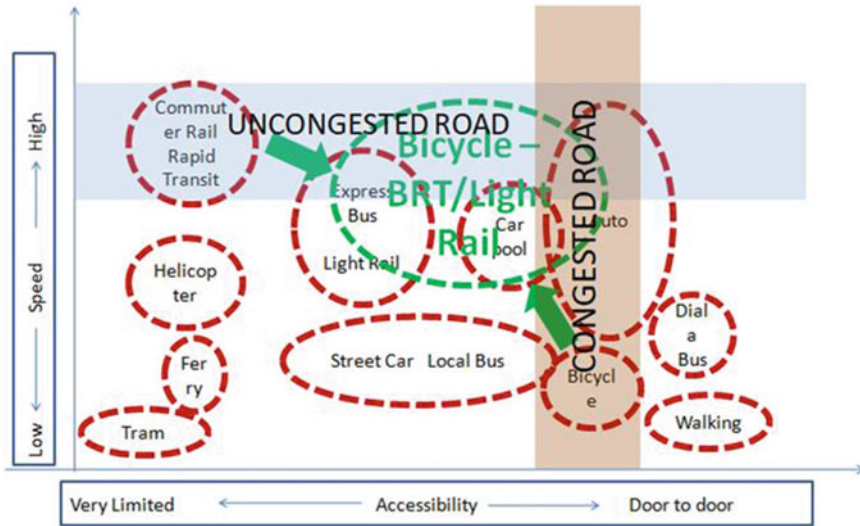 High
Speed
Low
Commut
er Rail
Rapid
Transit
UNCONGESTED ROAD
Bicycle –
BRT/Light
Rail
Express
Bus
Light Rail
Car
pool
uto
CONGESTED ROAD
Helicop
ter
Fer
ry
Tram
Street Car Local Bus
Bicycl
e
Dial
a
Bus
Walking
Very Limited
Accessibility
Door to door